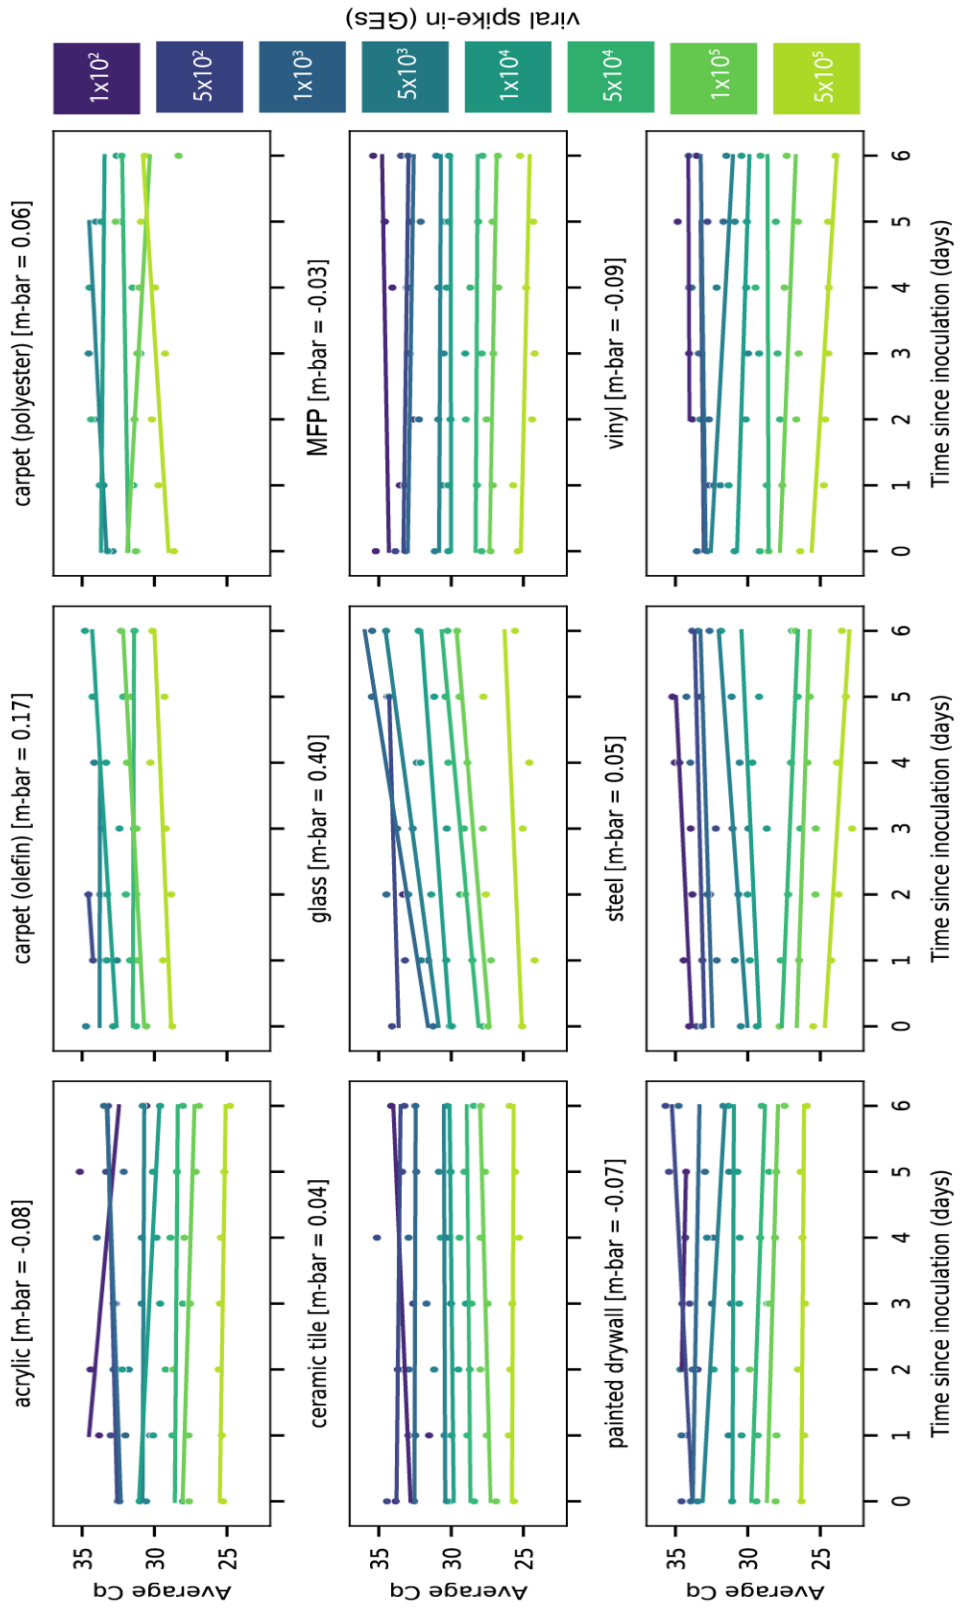 acrylic [m-bar = -0.08]
carpet (olefin) [m-bar = 0.17]
carpet (polyester) [m-bar = 0.06]
Average Cq
35
30
25
ceramic tile [m-bar = 0.04]
glass [m-bar = 0.40]
MFP [m-bar = -0.03]
Average Cq
35
30
25
painted drywall [m-bar = -0.07]
steel [m-bar = 0.05]
vinyl [m-bar = -0.09]
Average Cq
35
30
25
0 1 2 3 4 5 6
0 1 2 3 4 5 6
0 1 2 3 4 5 6
Time since inoculation (days)
Time since inoculation (days)
Time since inoculation (days)
viral spike-in (GEs)
1x10²
5x10²
1x10³
5x10³
1x10⁴
5x10⁴
1x10⁵
5x10⁵